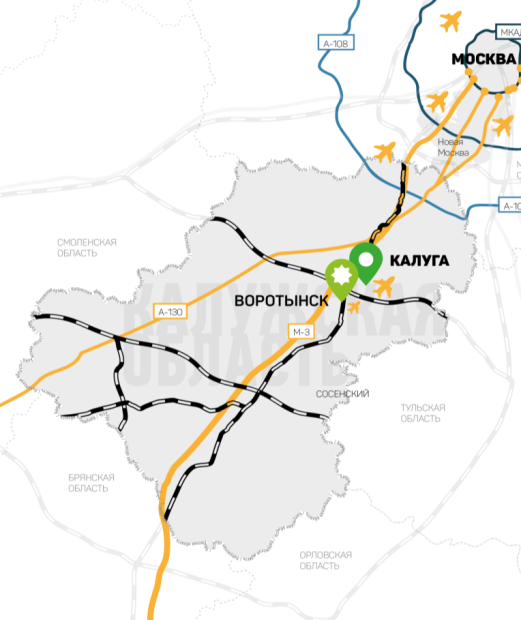 МКАД
А-108
МОСКВА
Новая
Москва
А-10
СМОЛЕНСКАЯ
ОБЛАСТЬ
КАЛУГА
ВОРОТЫНСК
КАЛУЖСКАЯ
ОБЛАСТЬ
А-130
М-3
СОСЕНСКИЙ
ТУЛЬСКАЯ
ОБЛАСТЬ
БРЯНСКАЯ
ОБЛАСТЬ
ОРЛОВСКАЯ
ОБЛАСТЬ